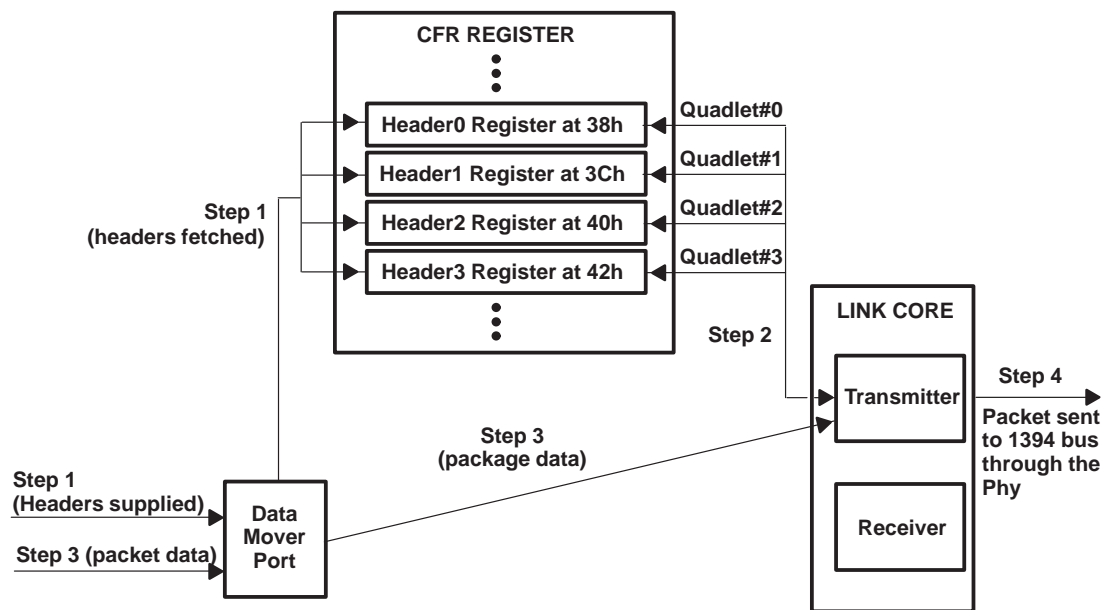 CFR REGISTER
Header0 Register at 38h
Header1 Register at 3Ch
Header2 Register at 40h
Header3 Register at 42h
Quadlet#0
Quadlet#1
Quadlet#2
Quadlet#3
Step 1
(headers fetched)
Step 2
LINK CORE
Transmitter
Receiver
Step 4
Packet sent
to 1394 bus
through the
Phy
Step 3
(package data)
Step 1
(Headers supplied)
Step 3 (packet data)
Data
Mover
Port